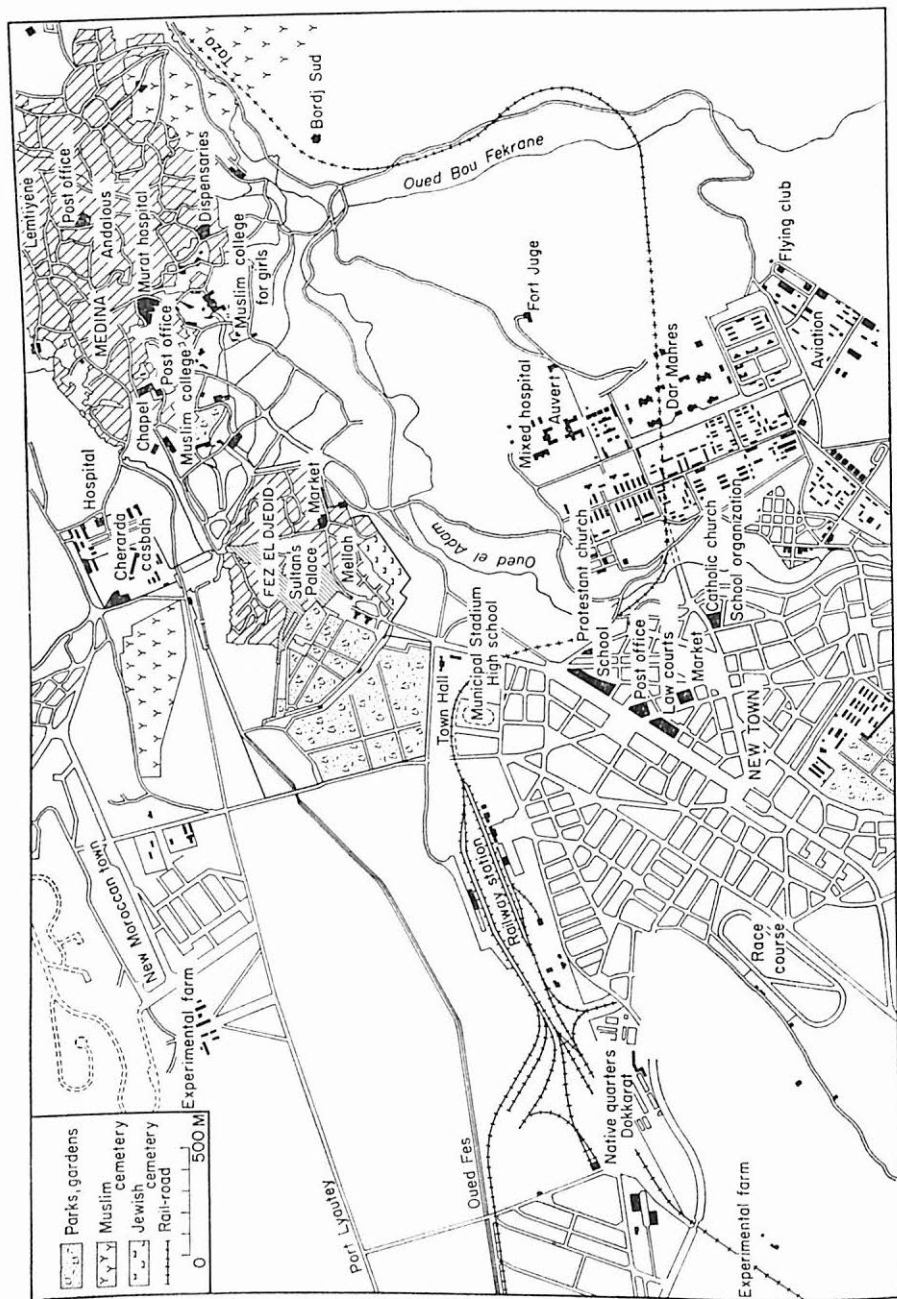 Parks, gardens
Muslim
cemetery
Jewish
cemetery
Rail-road
0 500M
New Moroccan town
Experimental farm
Port Lyautey
Oued Fes
Hospital
Cherarda
casbah
Chapel
Muslim college
Post office
MEDINA
Lemtiyène
Post office
Andalous
Murat hospital
Dispensaries
Muslim college
for girls
Taza
Bordj Sud
FEZ EL DJEDID
Sultan's
Palace
Market
Mellah
Oued Bou Fekrane
Oued el Adam
Town Hall
Municipal Stadium
High school
Railway station
Native quarters
Dokkarat
Experimental farm
Race
course
NEW TOWN
Protestant church
School
Post office
Law courts
Market
Catholic church
School organization
Mixed hospital
Auvert
Fort Juge
Dar Mahres
Aviation
Flying club